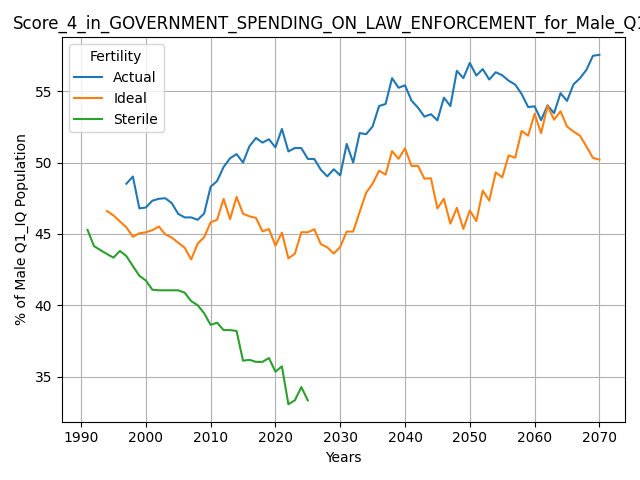 Score_4_in_GOVERNMENT_SPENDING_ON_LAW_ENFORCEMENT_for_Male_Q1
Fertility
Actual
Ideal
Sterile
% of Male Q1_IQ Population
55
50
45
40
35
1990 2000 2010 2020 2030 2040 2050 2060 2070
Years